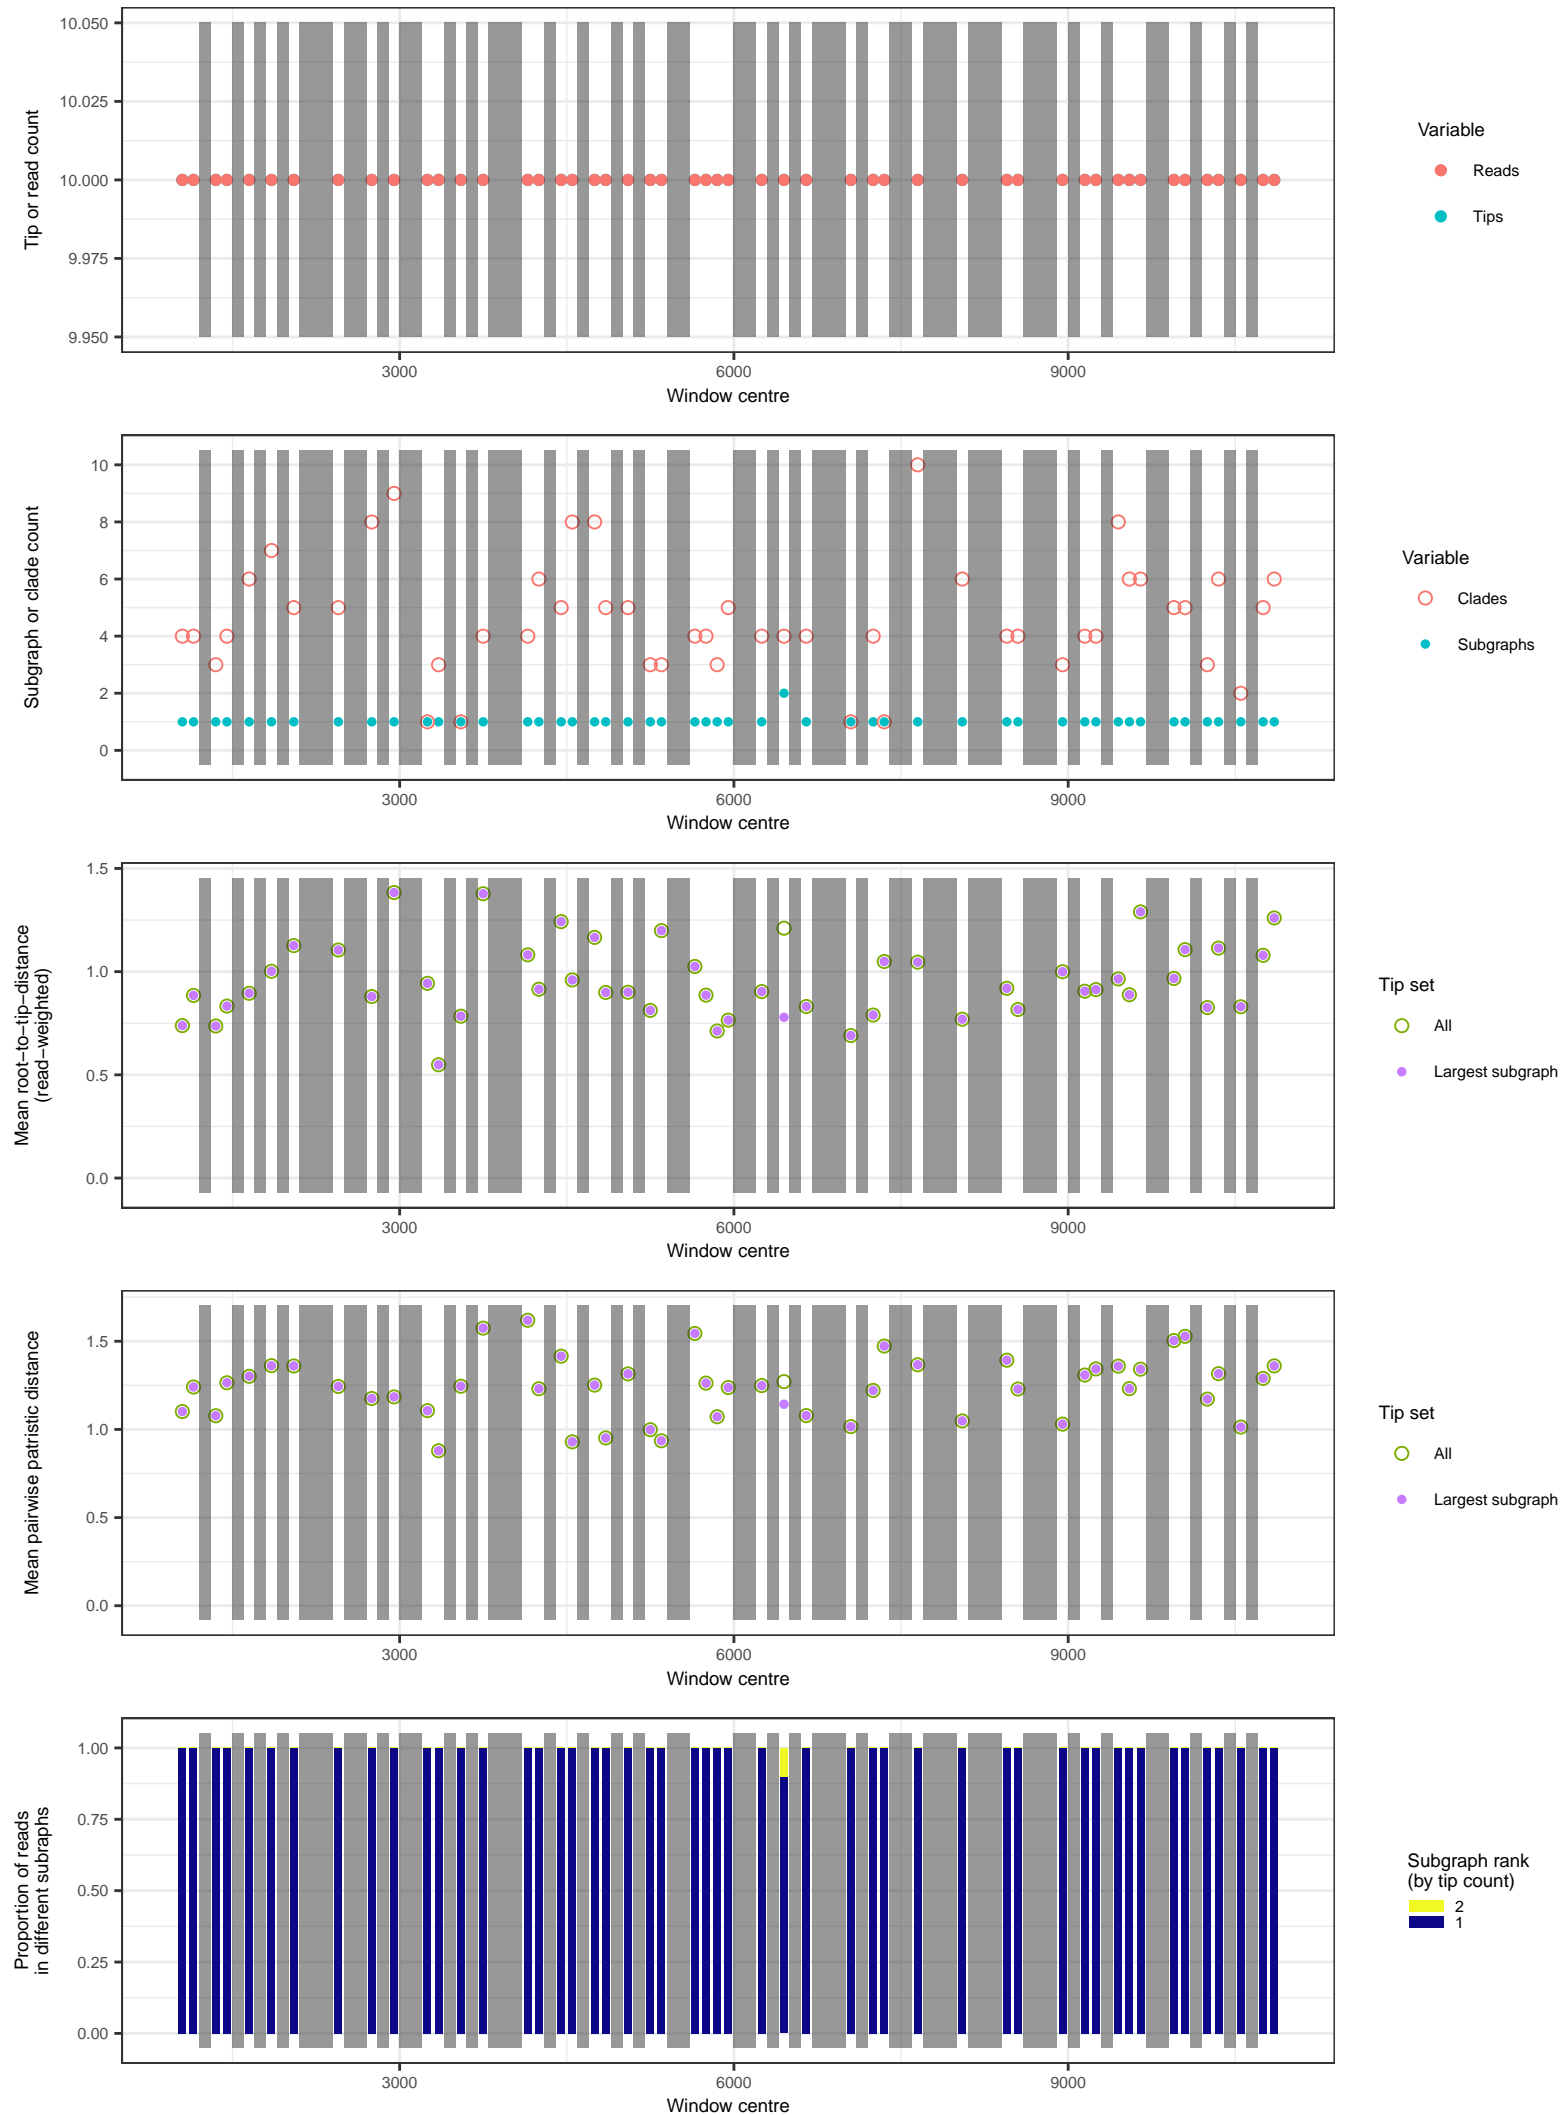 10.050
10.025
10.000
9.975
9.950
Tip or read count
3000
6000
9000
Window centre
Variable
Reads
Tips
10
8
6
4
2
0
Subgraph or clade count
3000
6000
9000
Window centre
Variable
Clades
Subgraphs
1.5
1.0
0.5
0.0
Mean root−to−tip−distance
(read−weighted)
3000
6000
9000
Window centre
Tip set
All
Largest subgraph
1.5
1.0
0.5
0.0
Mean pairwise patristic distance
3000
6000
9000
Window centre
Tip set
All
Largest subgraph
1.00
0.75
0.50
0.25
0.00
Proportion of reads
in different subraphs
3000
6000
9000
Window centre
Subgraph rank
(by tip count)
2
1